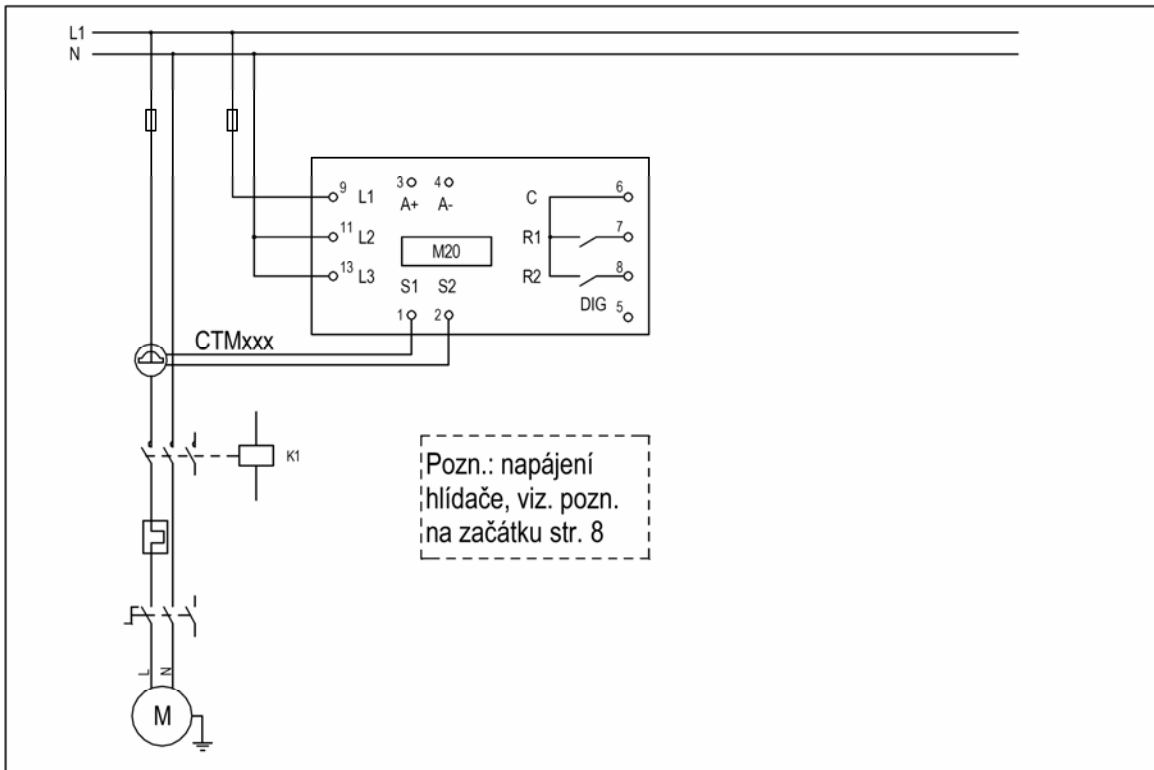 L1
N
9 L1
3 4
A+ A-
C 6
11 L2
M20
R1 7
13 L3
R2 8
S1 S2
DIG 5
1 2
CTMxxx
K1
Pozn.: napájení
hlídače, viz. pozn.
na začátku str. 8
L N
M